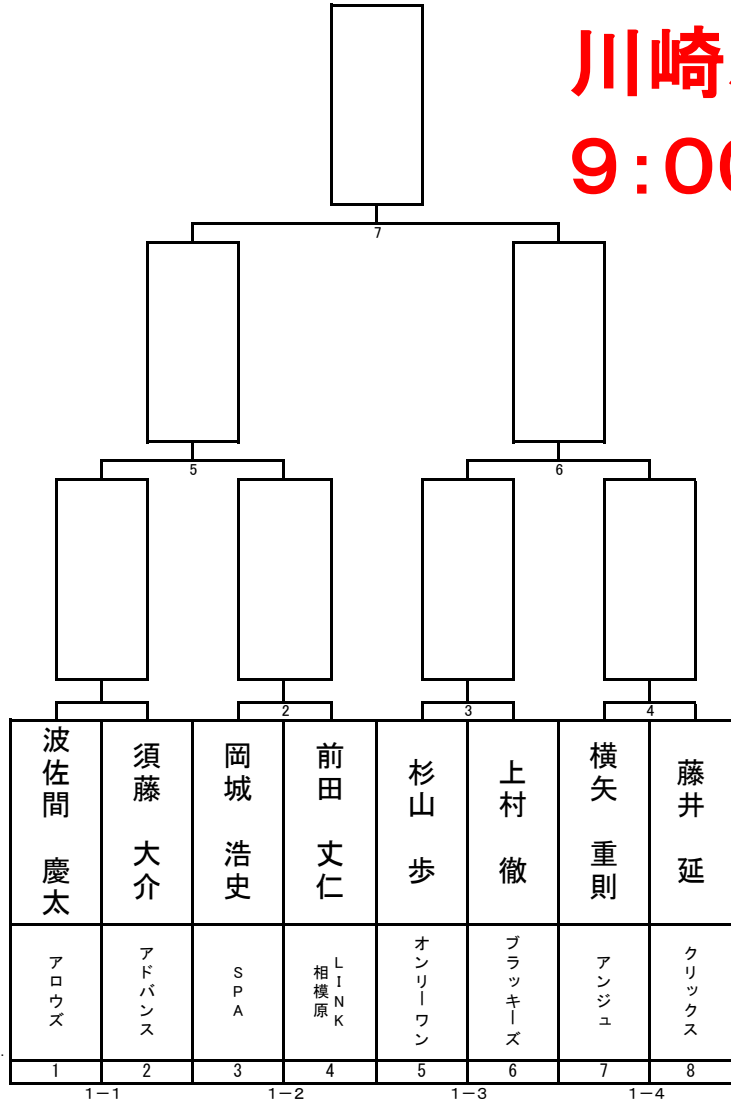 川崎
9:00
7
5
6
2
3
4
波佐間 慶太
須藤 大介
岡城 浩史
前田 丈仁
杉山 歩
上村 徹
横矢 重則
藤井 延
アロウズ
アドバンス
SPA
LINK
相模原
オンリーワン
ブラッキーズ
アンジュ
クリックス
1 2 3 4 5 6 7 8
1-1 1-2 1-3 1-4